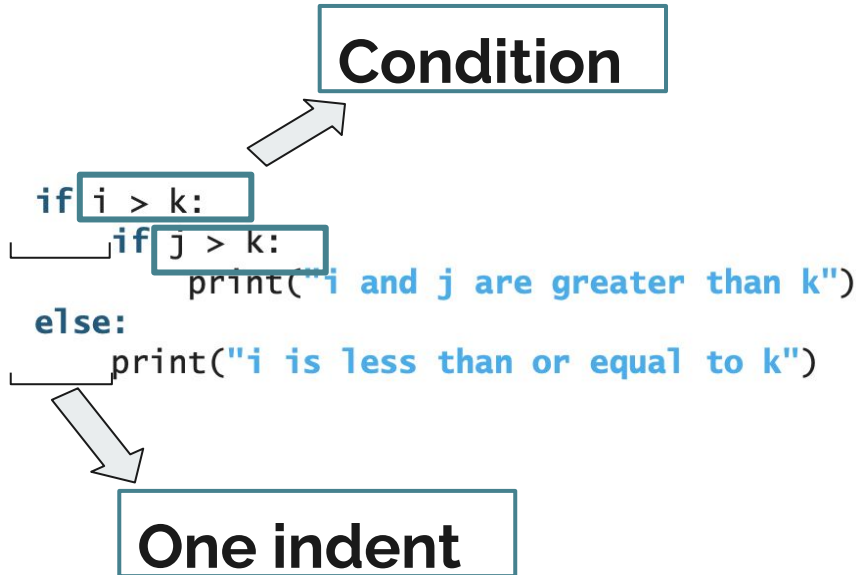 Condition
if i > k:
if j > k:
print("i and j are greater than k")
else:
print("i is less than or equal to k")
One indent